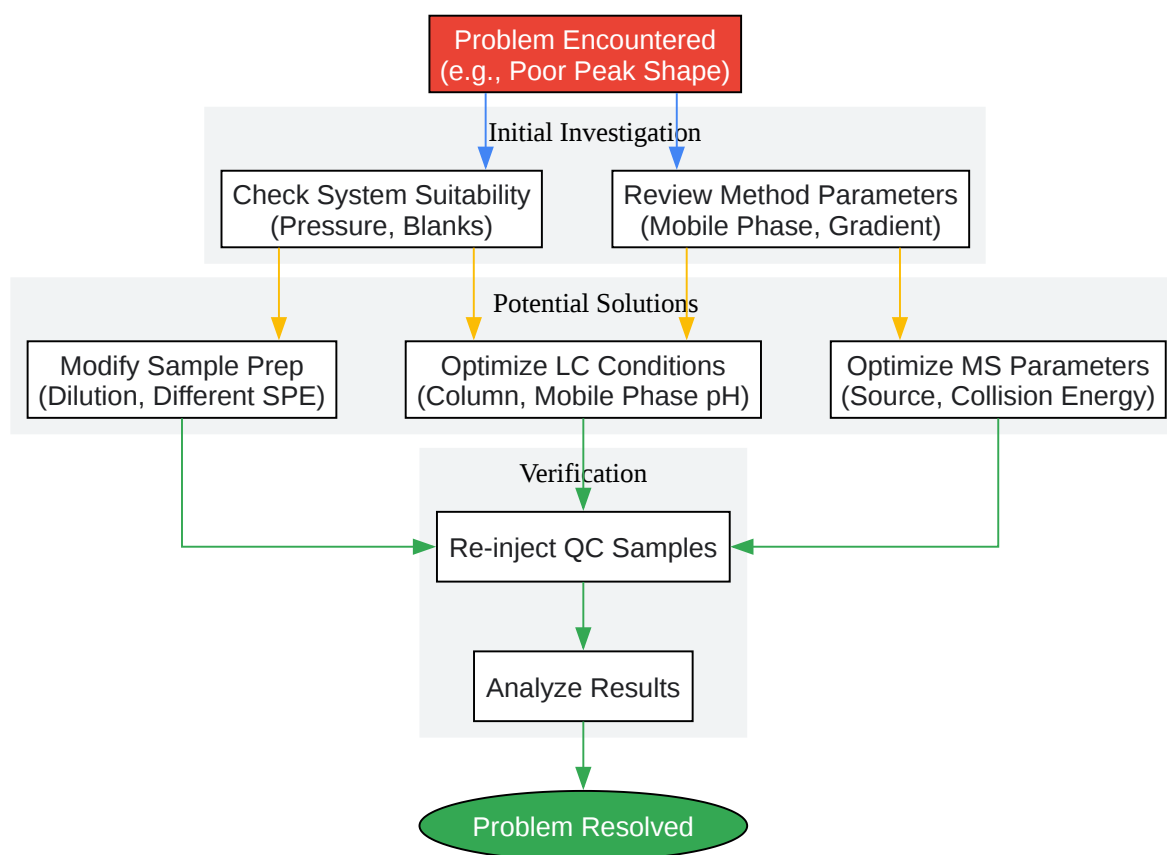 Problem Encountered
(e.g., Poor Peak Shape)
Initial Investigation
Check System Suitability
(Pressure, Blanks)
Review Method Parameters
(Mobile Phase, Gradient)
Potential Solutions
Modify Sample Prep
(Dilution, Different SPE)
Optimize LC Conditions
(Column, Mobile Phase pH)
Optimize MS Parameters
(Source, Collision Energy)
Verification
Re-inject QC Samples
Analyze Results
Problem Resolved